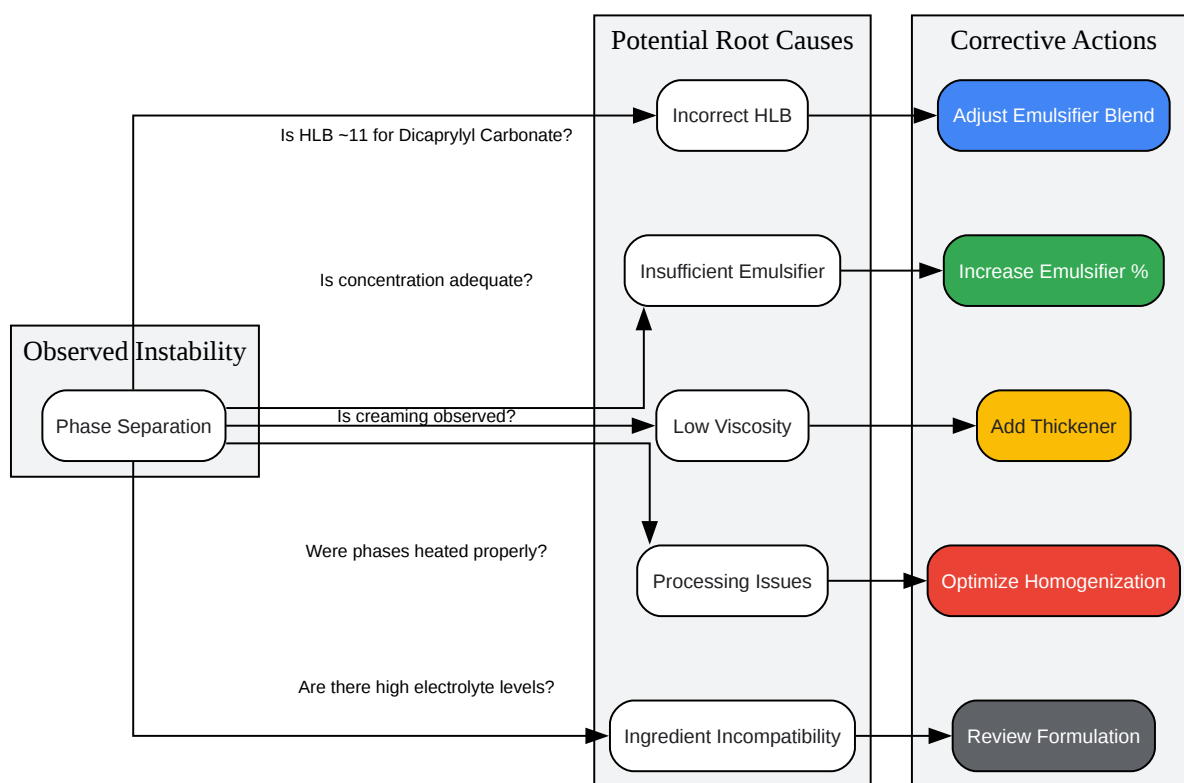 Potential Root Causes
Corrective Actions
Incorrect HLB
Adjust Emulsifier Blend
Is HLB ~11 for Dicaprylyl Carbonate?
Insufficient Emulsifier
Increase Emulsifier %
Is concentration adequate?
Observed Instability
Phase Separation
Is creaming observed?
Low Viscosity
Add Thickener
Were phases heated properly?
Processing Issues
Optimize Homogenization
Are there high electrolyte levels?
Ingredient Incompatibility
Review Formulation